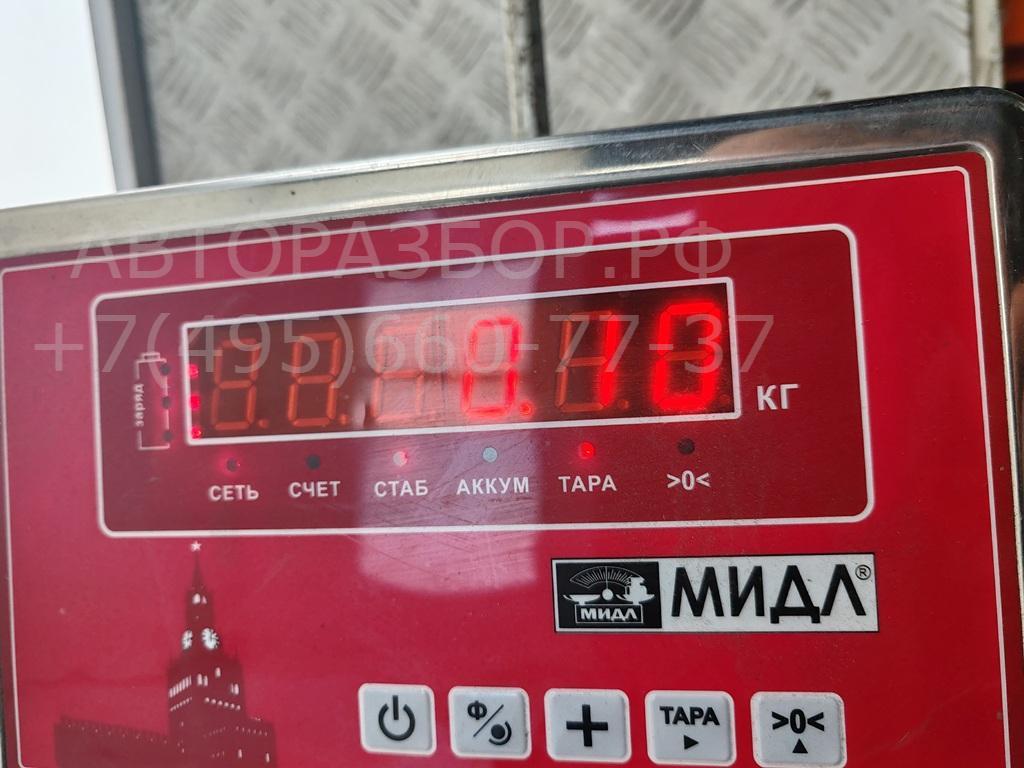 АВТОРАЗБОР.РФ
+7(495)660-77-37
0.10
КГ
заряд
СЕТЬ СЧЕТ СТАБ АККУМ ТАРА >0<
МИДЛ МИДЛ®
Ф ТАРА >0<